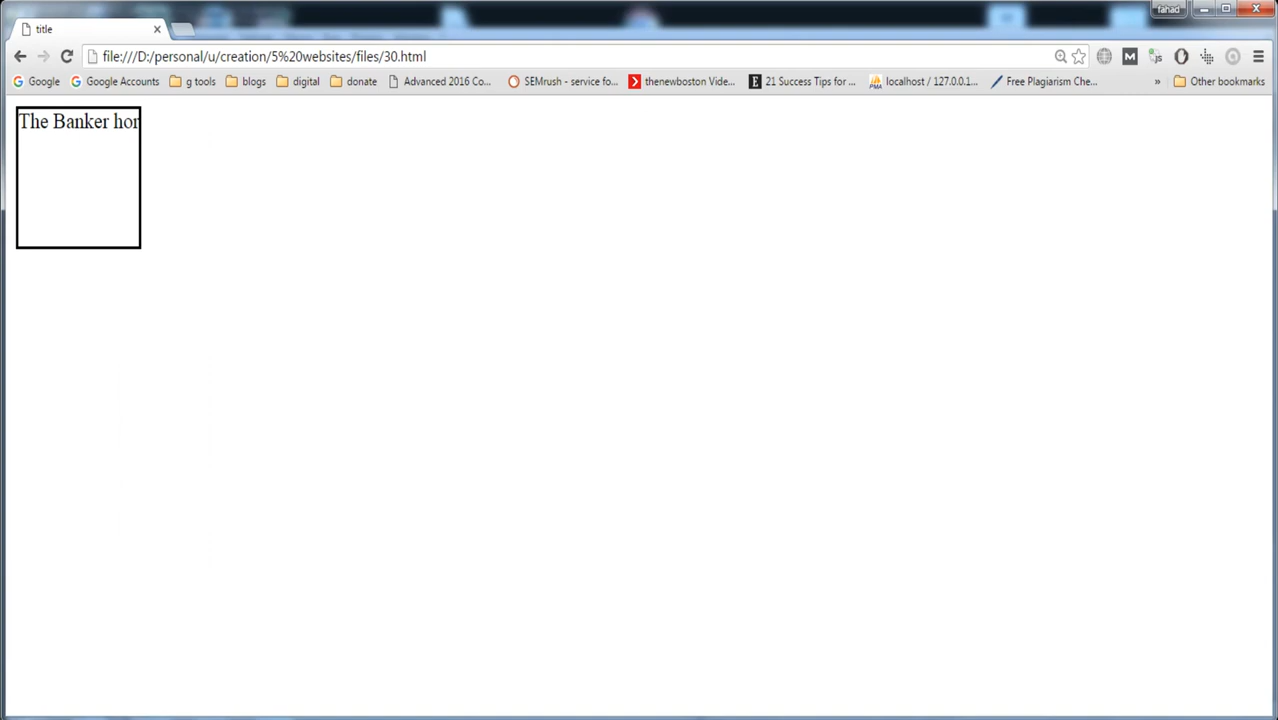 fahad
title
file:///D:/personal/u/creation/5%20websites/files/30.html
Google Google Accounts g tools blogs digital donate Advanced 2016 Co... SEMrush - service fo... thenewboston Vide... 21 Success Tips for ... localhost / 127.0.0.1... Free Plagiarism Che... » Other bookmarks
The Banker hor